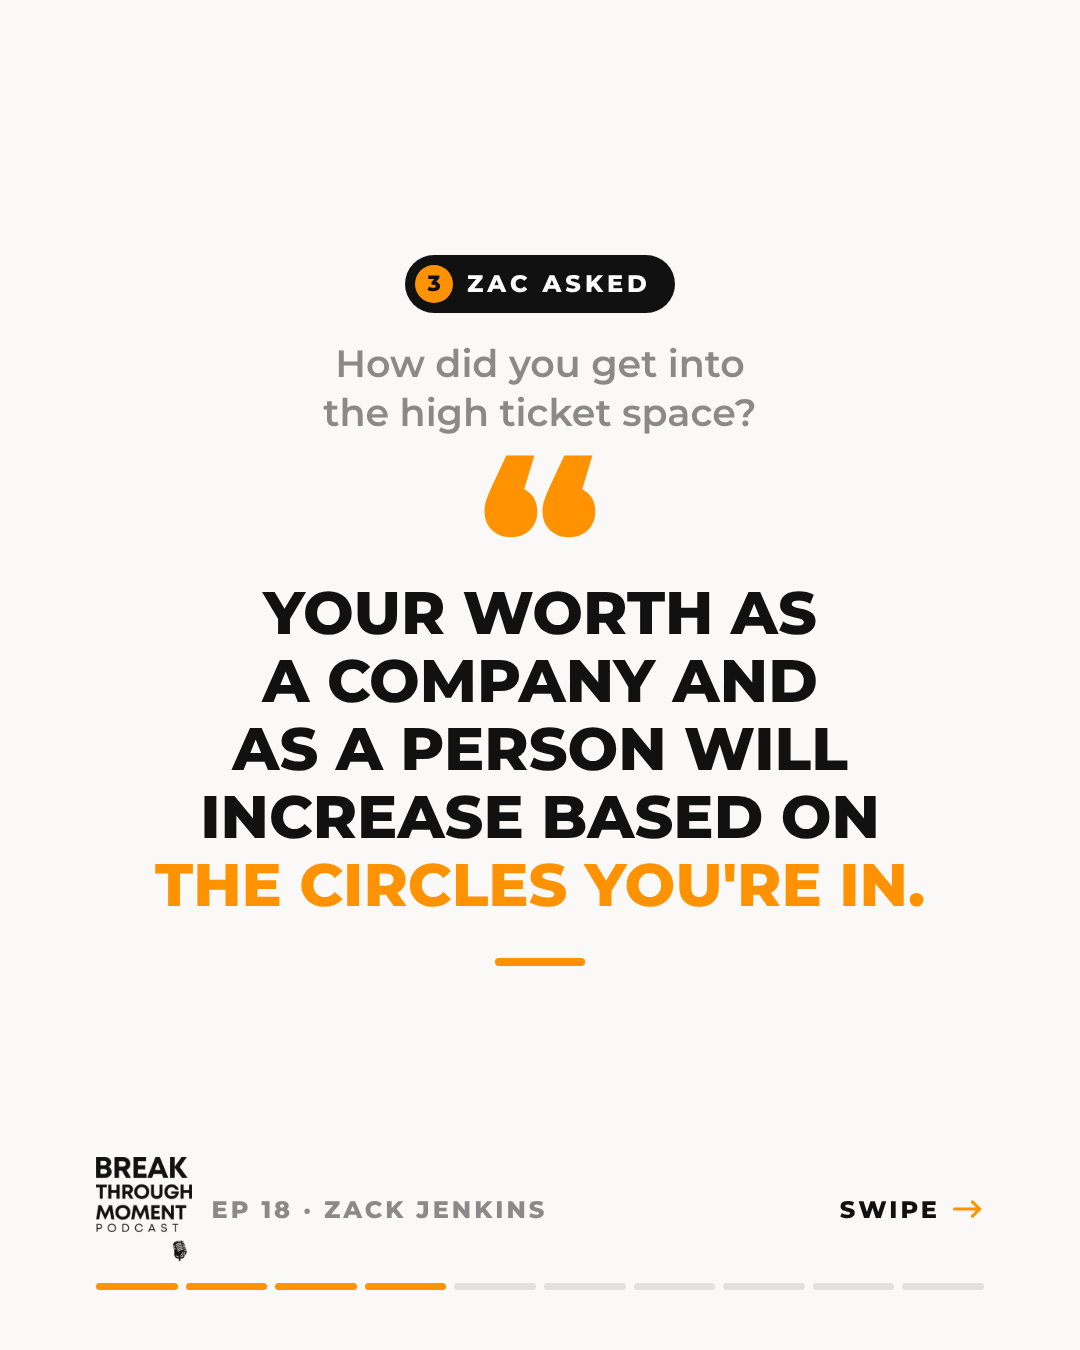 3 ZAC ASKED
How did you get into
the high ticket space?
“
YOUR WORTH AS
A COMPANY AND
AS A PERSON WILL
INCREASE BASED ON
THE CIRCLES YOU'RE IN.
BREAK
THROUGH
MOMENT
PODCAST
EP 18 · ZACK JENKINS
SWIPE →